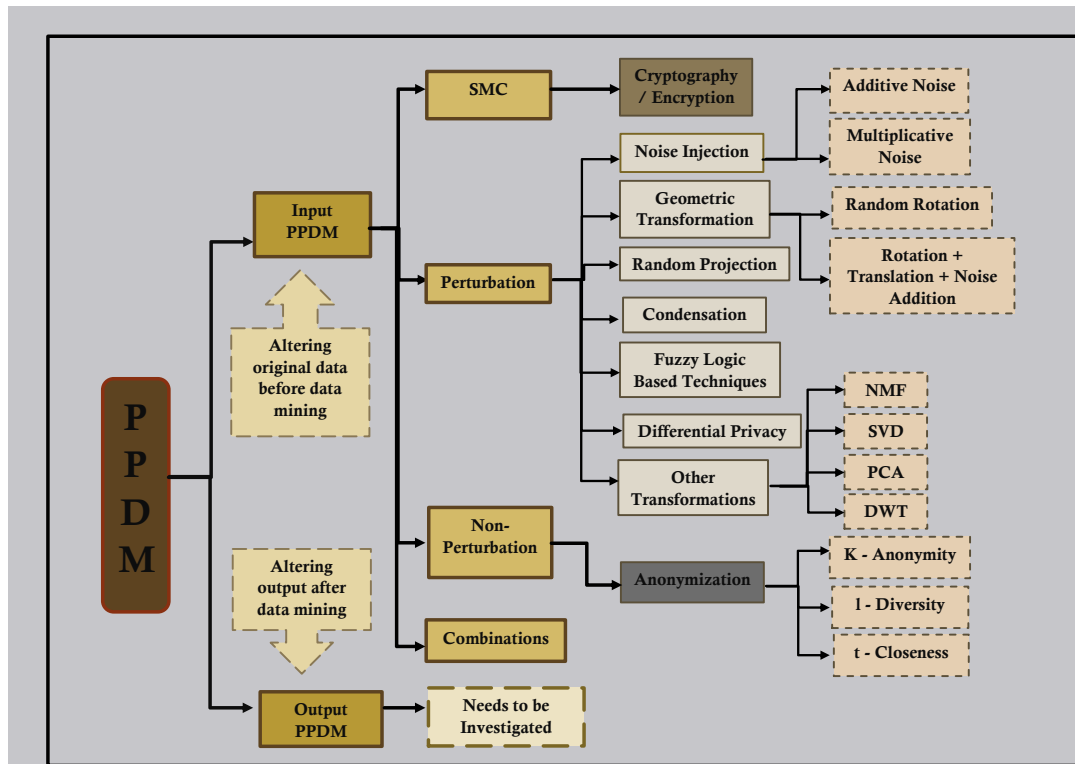 P
P
D
M
Input
PPDM
Altering
original data
before data
mining
Altering
output after
data mining
Output
PPDM
SMC
Perturbation
Non-
Perturbation
Combinations
Needs to be
Investigated
Cryptography
/ Encryption
Noise Injection
Geometric
Transformation
Random Projection
Condensation
Fuzzy Logic
Based Techniques
Differential Privacy
Other
Transformations
Anonymization
Additive Noise
Multiplicative
Noise
Random Rotation
Rotation +
Translation + Noise
Addition
NMF
SVD
PCA
DWT
K - Anonymity
l - Diversity
t - Closeness